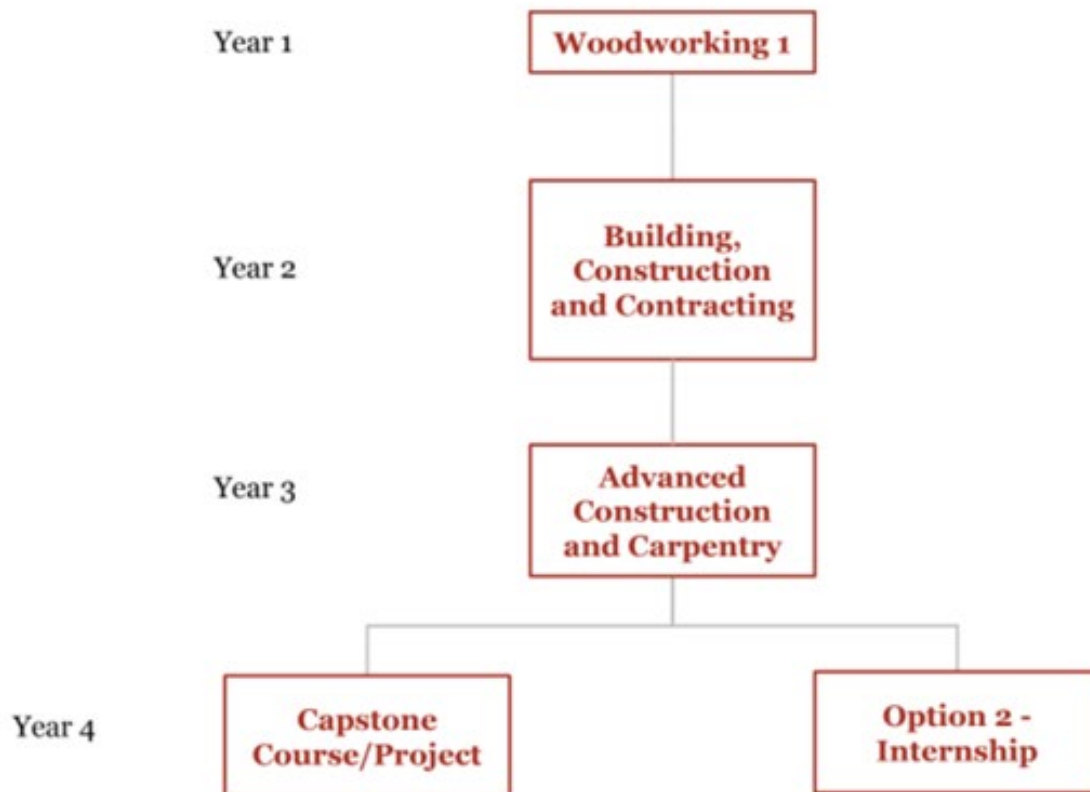 Year 1
Woodworking 1
Year 2
Building,
Construction
and Contracting
Year 3
Advanced
Construction
and Carpentry
Year 4
Capstone
Course/Project
Option 2 -
Internship